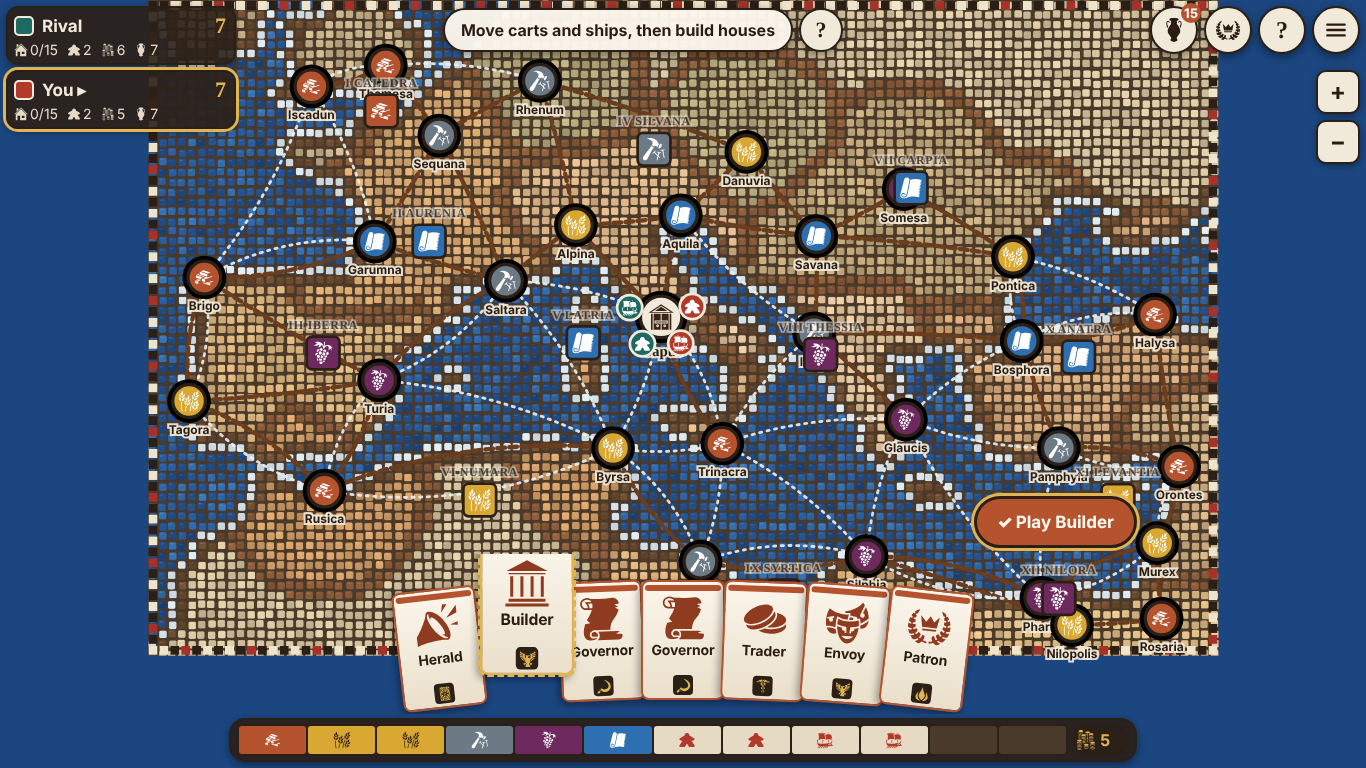 Rival 7
0/15 2 6 7
You ▸ 7
0/15 2 5 7
Move carts and ships, then build houses
?
15
?
+
−
I CALEDRA
Iscadun
Rhenum
IV SILVANA
Sequana
Danuvia
VII CARPIA
Somesa
II AURENIA
Garumna
Alpina
Aquila
Savana
Pontica
Brigo
Saltara
V LATRIA
III IBERRA
VIII THESSIA
X ANATRA
Halysa
Bosphora
Turia
Tagora
Glaucis
Byrsa
Trinacra
Pamphyla
XI LEVANTIA
Orontes
VI NUMARA
Rusica
Play Builder
Murex
IX SYRTICA
XII NILORA
Nilopolis
Rosaria
Herald
Builder
Governor
Governor
Trader
Envoy
Patron
5